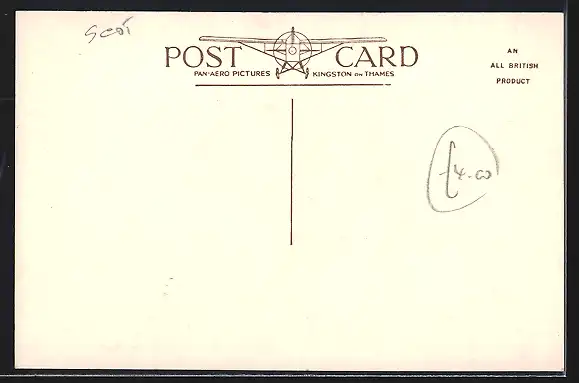 Scot
POST CARD
PAN-AERO PICTURES KINGSTON ON THAMES
AN
ALL BRITISH
PRODUCT
£4.00